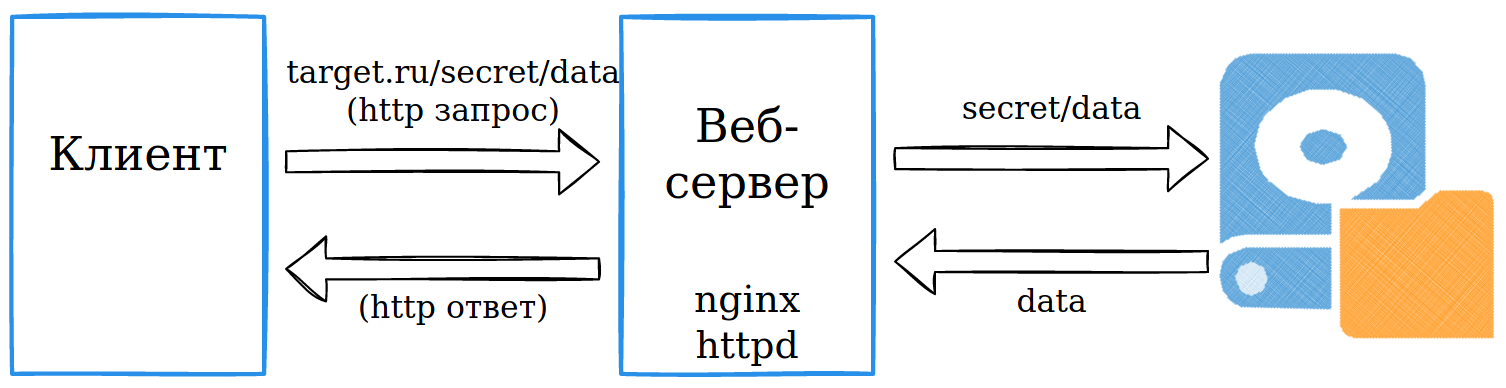 Клиент
target.ru/secret/data
(http запрос)
(http ответ)
Веб-
сервер
nginx
httpd
secret/data
data